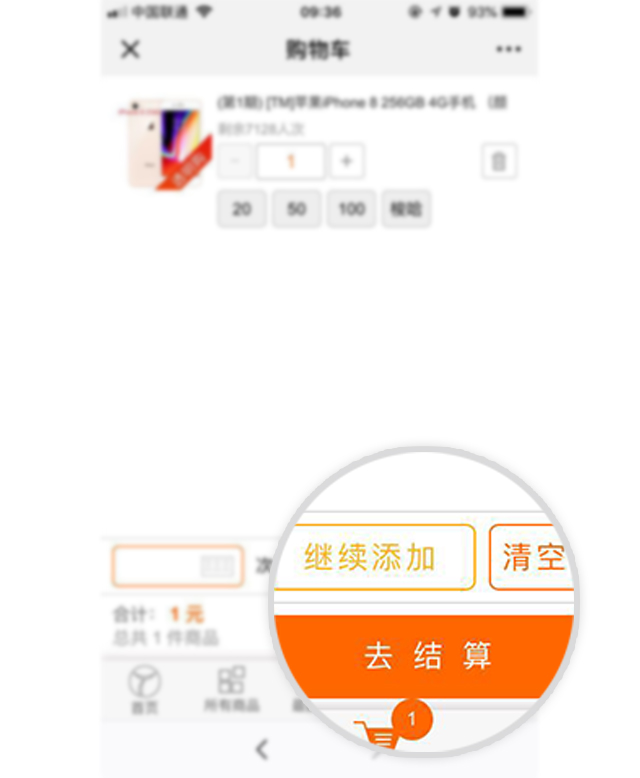 中国联通 09:36 93%
购物车
(第1期) [TM]苹果iPhone 8 256GB 4G手机
剩余7128人次
- 1 +
20 50 100 梭哈
次
继续添加 清空
合计: 1 元
总共 1 件商品
去结算
首页 所有商品
1